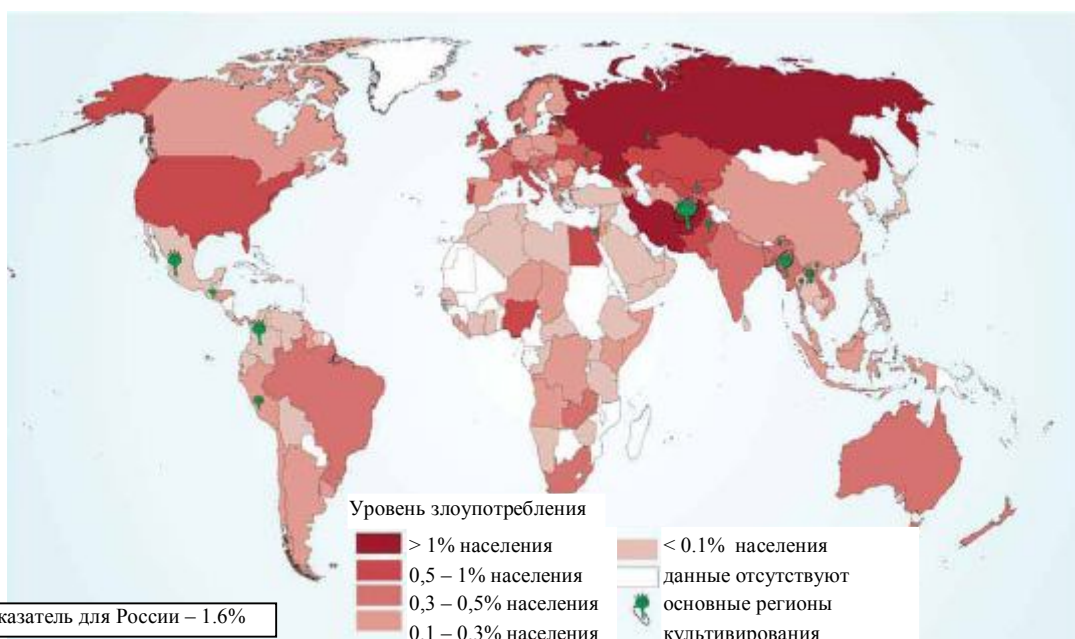 Уровень злоупотребления
> 1% населения
0,5 – 1% населения
0,3 – 0,5% населения
0.1 – 0.3% населения
< 0.1% населения
данные отсутствуют
основные регионы
культивирования
казатель для России – 1.6%